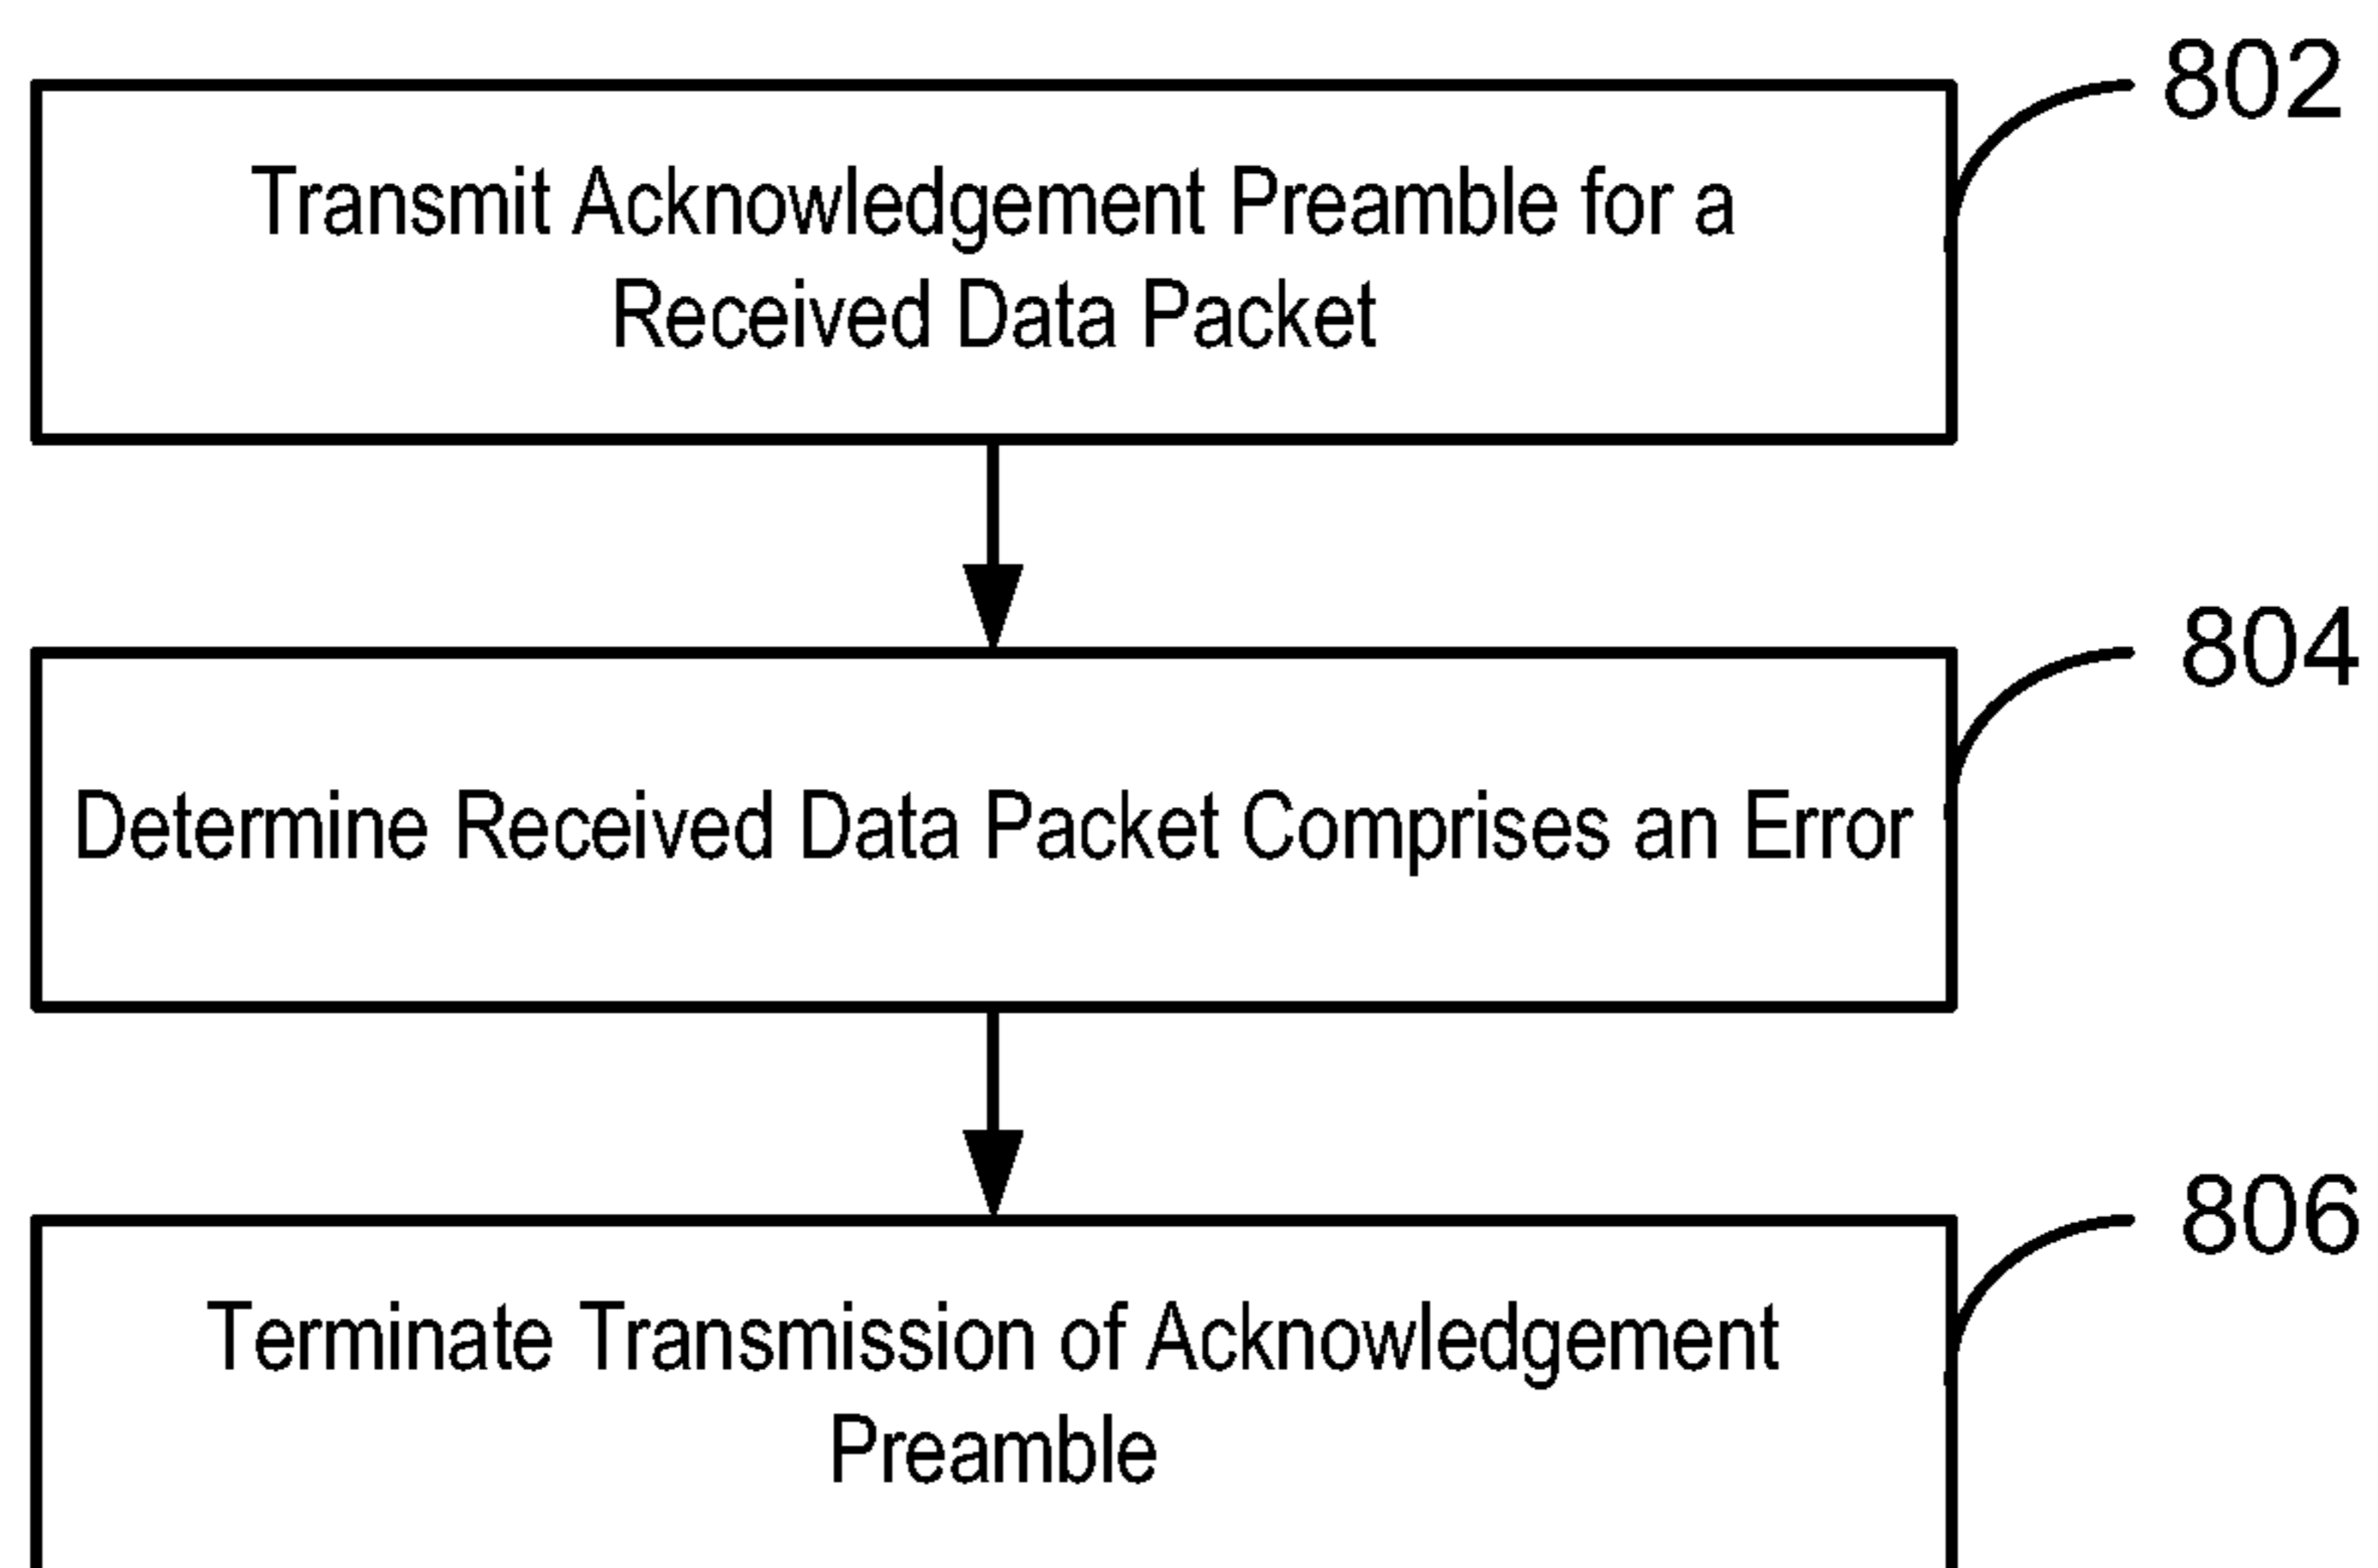 802
Transmit Acknowledgement Preamble for a
Received Data Packet
804
Determine Received Data Packet Comprises an Error
806
Terminate Transmission of Acknowledgement
Preamble